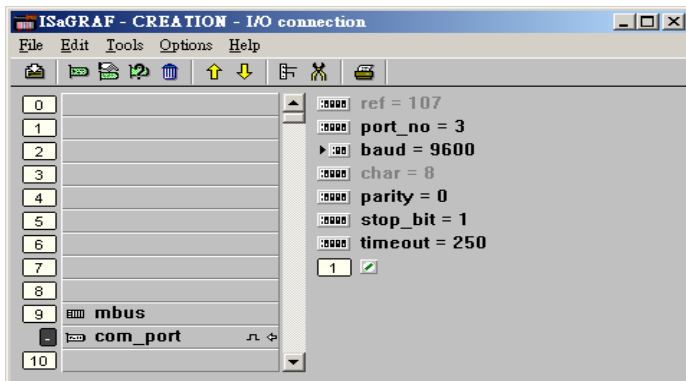 ISaGRAF - CREATION - I/O connection
File Edit Tools Options Help
0
1
2
3
4
5
6
7
8
9 mbus
- com_port
10
ref = 107
port_no = 3
baud = 9600
char = 8
parity = 0
stop_bit = 1
timeout = 250
1